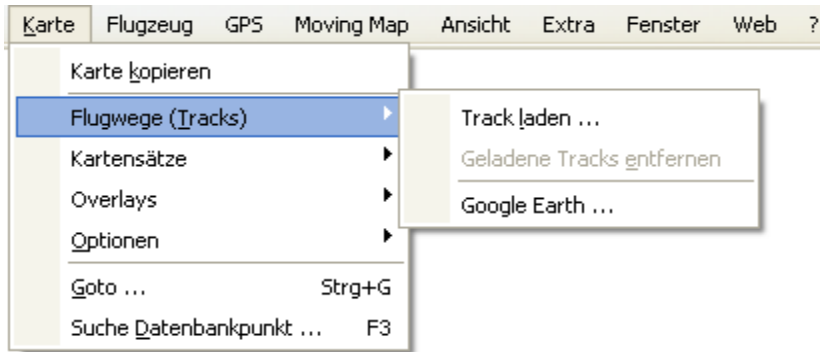 Karte Flugzeug GPS Moving Map Ansicht Extra Fenster Web ?
Karte kopieren
Flugwege (Tracks)
Kartensätze
Overlays
Optionen
Goto ... Strg+G
Suche Datenbankpunkt ... F3
Track laden ...
Geladene Tracks entfernen
Google Earth ...